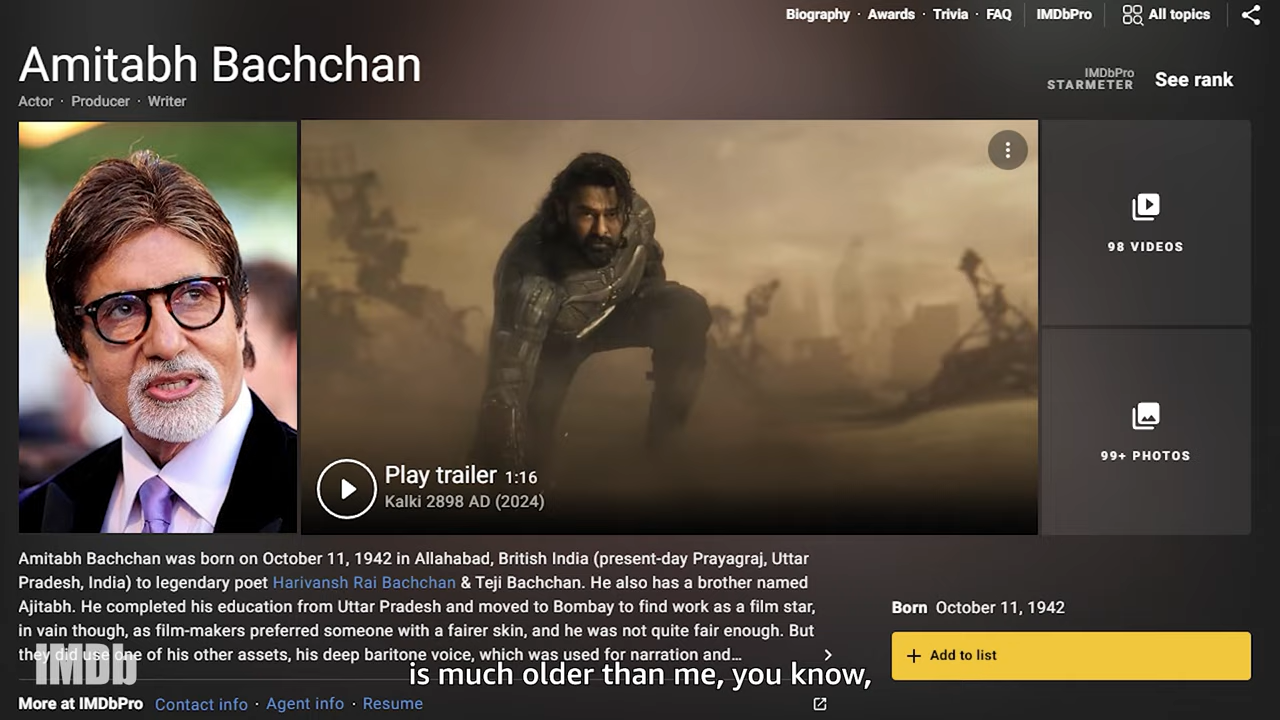 Biography · Awards · Trivia · FAQ IMDbPro All topics
Amitabh Bachchan
Actor · Producer · Writer
IMDbPro
STARMETER See rank
98 VIDEOS
99+ PHOTOS
Play trailer 1:16
Kalki 2898 AD (2024)
Amitabh Bachchan was born on October 11, 1942 in Allahabad, British India (present-day Prayagraj, Uttar
Pradesh, India) to legendary poet Harivansh Rai Bachchan & Teji Bachchan. He also has a brother named
Ajitabh. He completed his education from Uttar Pradesh and moved to Bombay to find work as a film star,
in vain though, as film-makers preferred someone with a fairer skin, and he was not quite fair enough. But
they did use one of his other assets, his deep baritone voice, which was used for narration and...
Born October 11, 1942
+ Add to list
IMDb
is much older than me, you know,
More at IMDbPro Contact info · Agent info · Resume